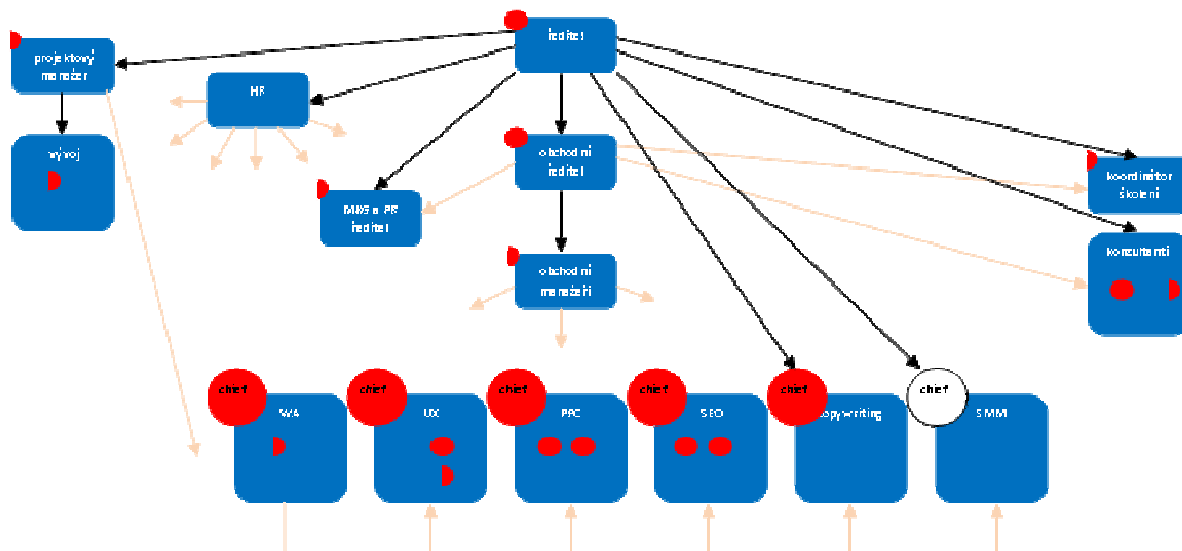 ředitel
projektový
manažer
HR
vývoj
obchodní
ředitel
koordinátor
školení
MKG a PR
ředitel
konzultanti
obchodní
manažeři
chief
chief
chief
chief
chief
chief
WA
UX
PPC
SEO
copywriting
SMM